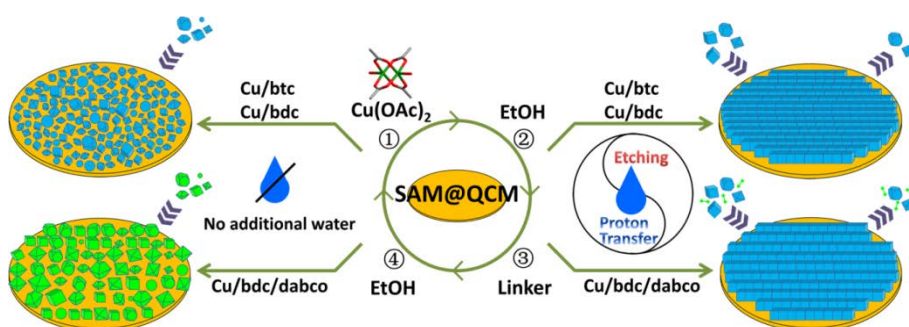 Cu/btc
Cu/bdc
Cu(OAc)₂
①
EtOH
②
Cu/btc
Cu/bdc
No additional water
SAM@QCM
Etching
Proton
Transfer
Cu/bdc/dabco
④
EtOH
③
Linker
Cu/bdc/dabco